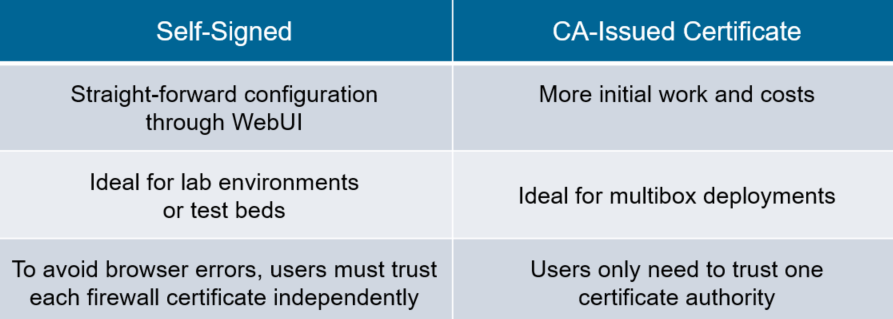 Self-Signed
CA-Issued Certificate
Straight-forward configuration
through WebUI
More initial work and costs
Ideal for lab environments
or test beds
Ideal for multibox deployments
To avoid browser errors, users must trust
each firewall certificate independently
Users only need to trust one
certificate authority